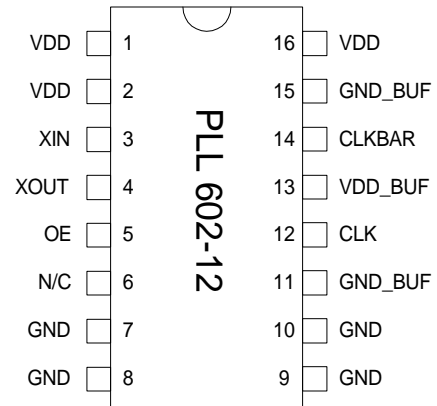 VDD 1 16 VDD
VDD 2 15 GND_BUF
XIN 3 14 CLKBAR
XOUT 4 13 VDD_BUF
OE 5 12 CLK
N/C 6 11 GND_BUF
GND 7 10 GND
GND 8 9 GND
PLL 602-12